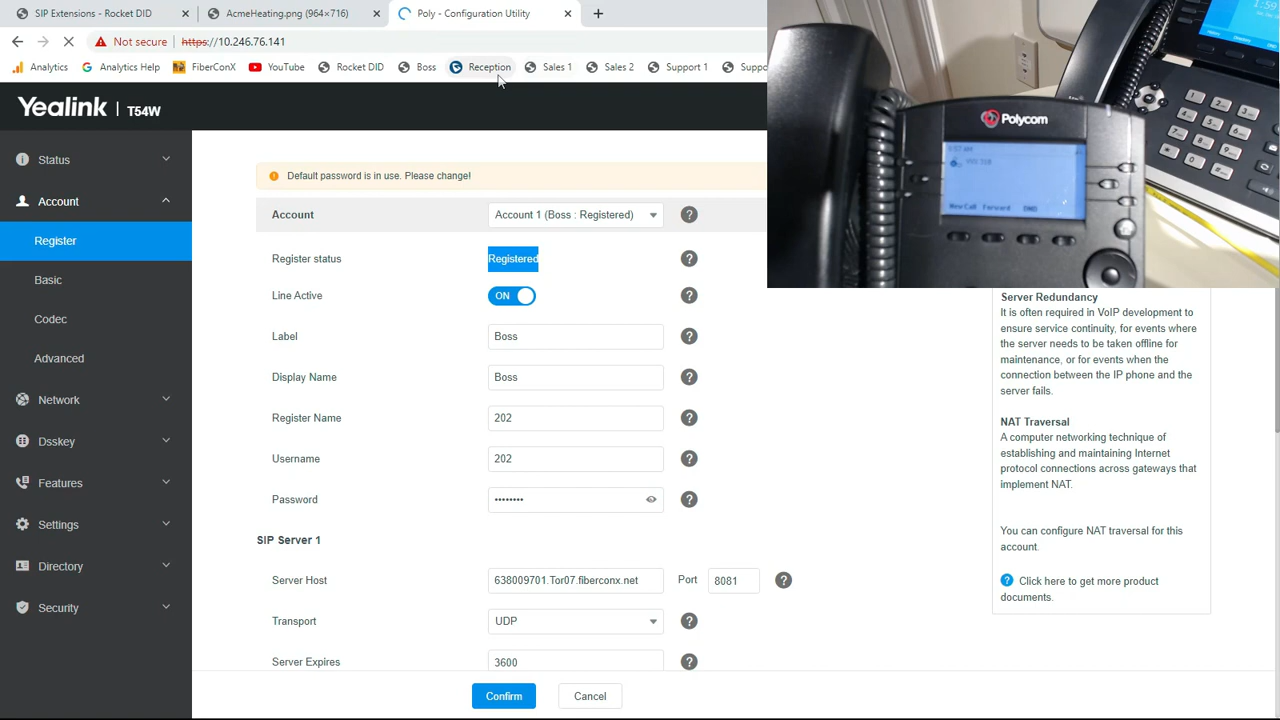 SIP Extensions - Rocket DID
AcmeHeating.png (964×716)
Poly - Configuration Utility
Not secure https://10.246.76.141
Analytics
Analytics Help
FiberConX
YouTube
Rocket DID
Boss
Reception
Sales 1
Sales 2
Support 1
Suppo
Yealink | T54W
Status
Account
Register
Basic
Codec
Advanced
Network
Dsskey
Features
Settings
Directory
Security
Default password is in use. Please change!
Account Account 1 (Boss : Registered)
Register status Registered
Line Active ON
Label Boss
Display Name Boss
Register Name 202
Username 202
Password ••••••••
SIP Server 1
Server Host 638009701.Tor07.fiberconx.net Port 8081
Transport UDP
Server Expires 3600
Confirm Cancel
Polycom
New Call Forward DND
1:59
Server Redundancy
It is often required in VoIP development to
ensure service continuity, for events where
the server needs to be taken offline for
maintenance, or for events when the
connection between the IP phone and the
server fails.
NAT Traversal
A computer networking technique of
establishing and maintaining Internet
protocol connections across gateways that
implement NAT.
You can configure NAT traversal for this
account.
Click here to get more product
documents.